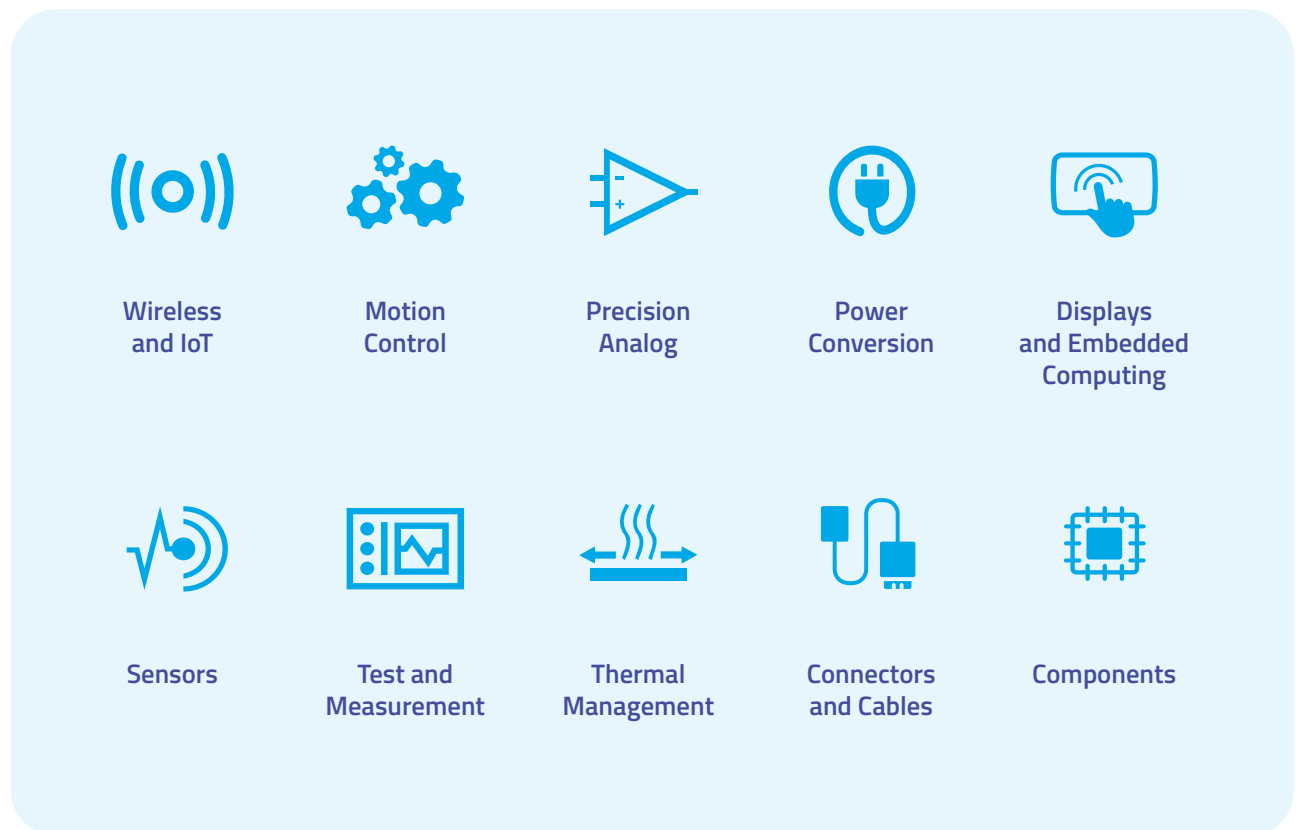 Wireless
and IoT
Motion
Control
Precision
Analog
Power
Conversion
Displays
and Embedded
Computing
Sensors
Test and
Measurement
Thermal
Management
Connectors
and Cables
Components